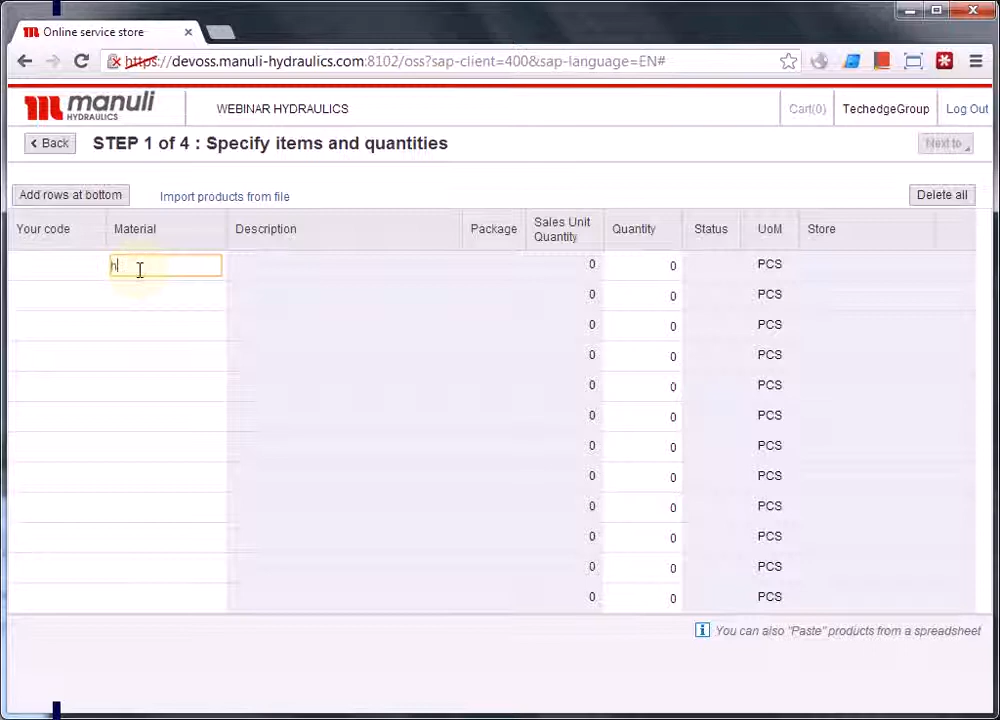 Online service store
https://devoss.manuli-hydraulics.com:8102/oss?sap-client=400&sap-language=EN#
manuli
HYDRAULICS
WEBINAR HYDRAULICS
Cart(0)
TechedgeGroup
Log Out
Back
STEP 1 of 4 : Specify items and quantities
Next to
Add rows at bottom
Import products from file
Delete all
Your code Material Description Package Sales Unit Quantity Quantity Status UoM Store
h 0 0 PCS
0 0 PCS
0 0 PCS
0 0 PCS
0 0 PCS
0 0 PCS
0 0 PCS
0 0 PCS
0 0 PCS
0 0 PCS
0 0 PCS
0 0 PCS
You can also "Paste" products from a spreadsheet